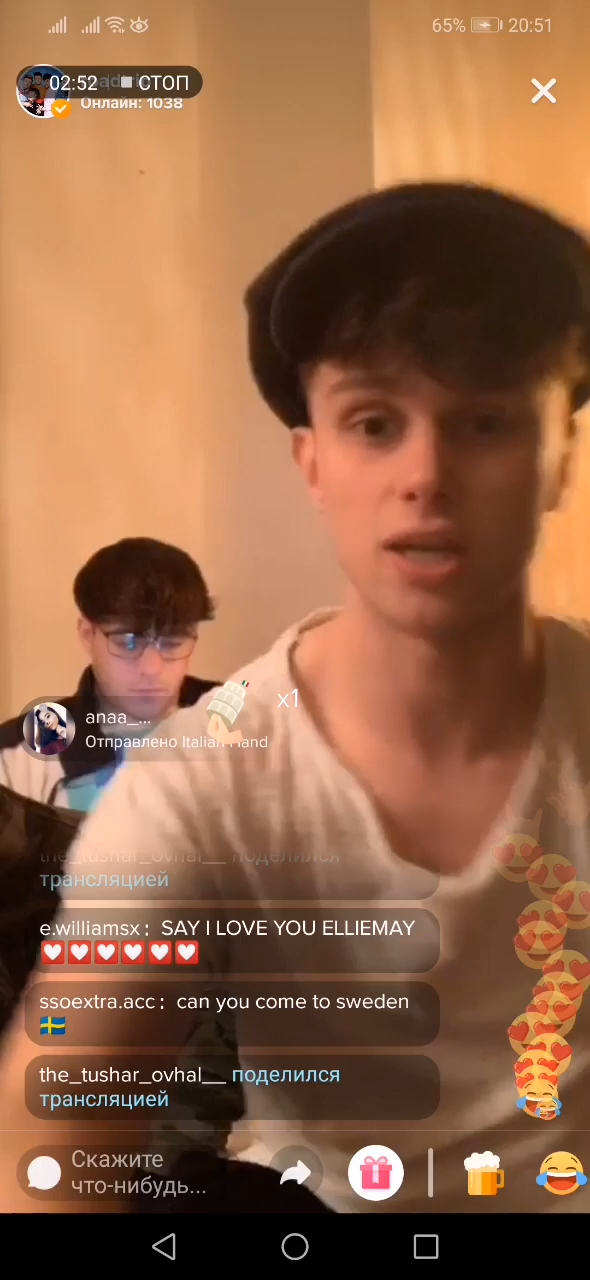 65% 20:51
02:52 СТОП
Онлайн: 1038
anaa_...
x1
Отправлено Italian Hand
the_tushar_ovhal__ поделился
трансляцией
e.williamsx : SAY I LOVE YOU ELLIEMAY
ssoextra.acc : can you come to sweden
the_tushar_ovhal__ поделился
трансляцией
Скажите
что-нибудь...